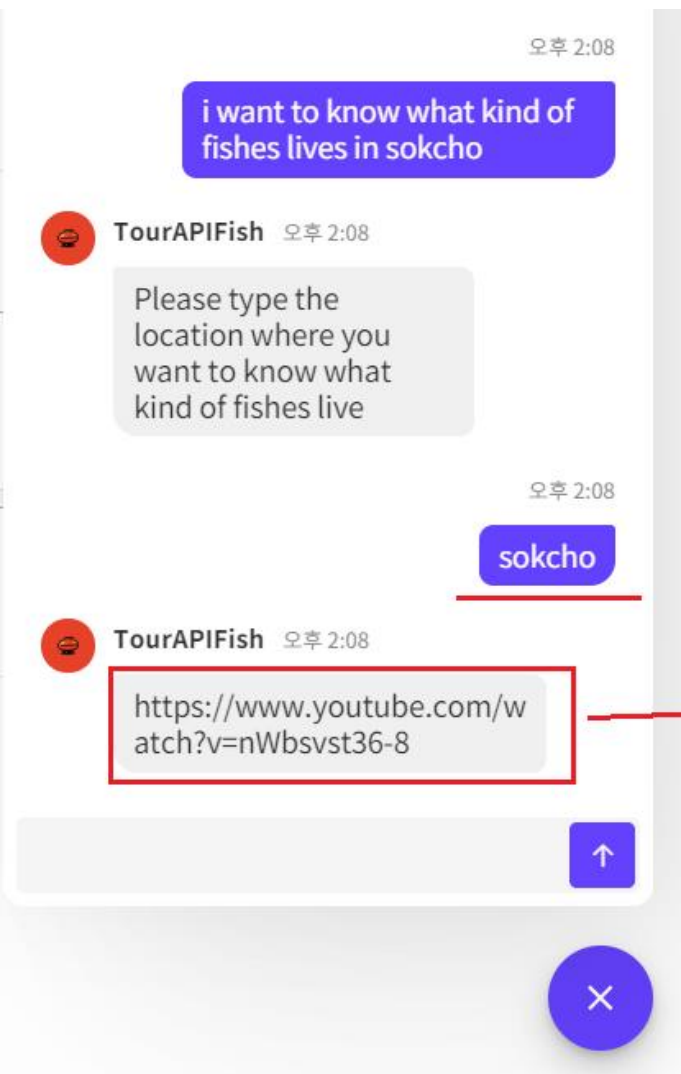 오후 2:08
i want to know what kind of
fishes lives in sokcho
TourAPIFish 오후 2:08
Please type the
location where you
want to know what
kind of fishes live
오후 2:08
sokcho
TourAPIFish 오후 2:08
https://www.youtube.com/w
atch?v=nWbsvst36-8